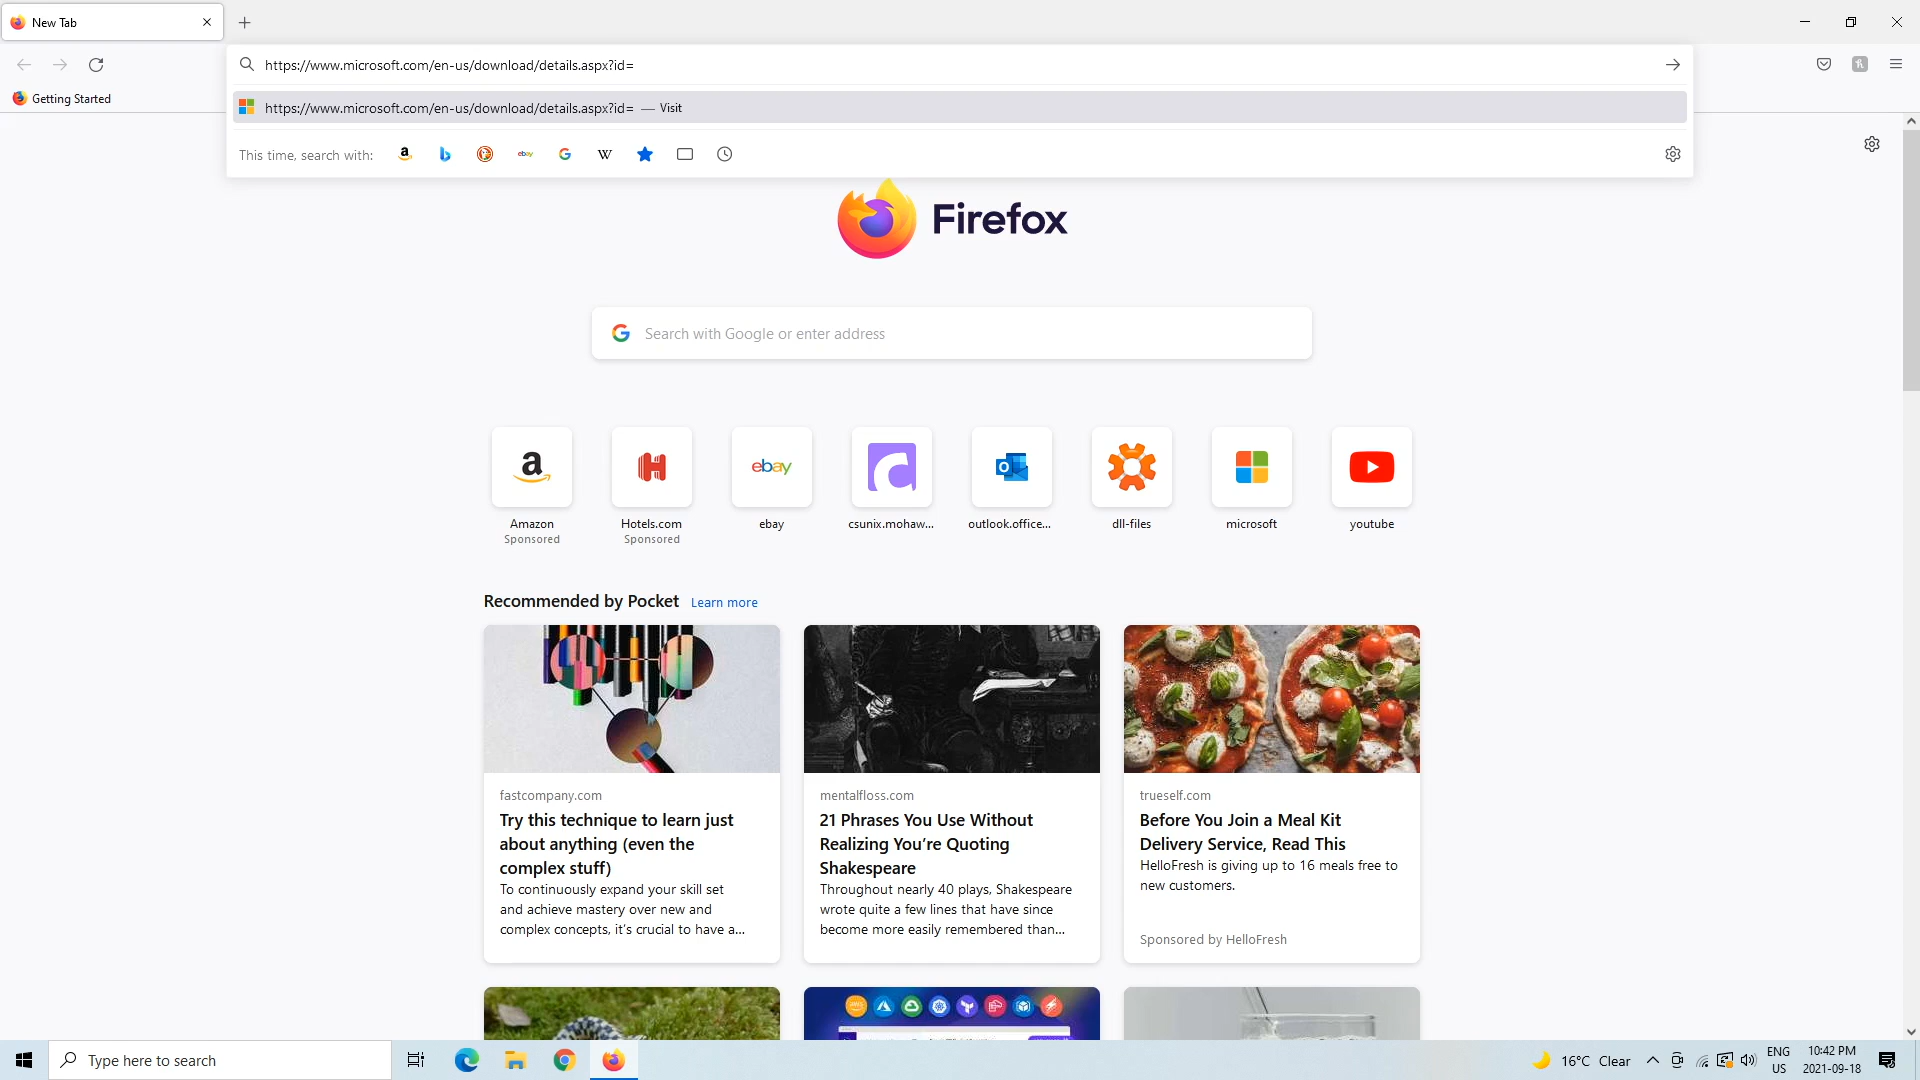 New Tab
https://www.microsoft.com/en-us/download/details.aspx?id=
Getting Started
https://www.microsoft.com/en-us/download/details.aspx?id= — Visit
This time, search with:
Firefox
Search with Google or enter address
Amazon
Sponsored
Hotels.com
Sponsored
ebay
ebay
csunix.mohaw...
outlook.office...
dll-files
microsoft
youtube
Recommended by Pocket Learn more
fastcompany.com
Try this technique to learn just
about anything (even the
complex stuff)
To continuously expand your skill set
and achieve mastery over new and
complex concepts, it's crucial to have a...
mentalfloss.com
21 Phrases You Use Without
Realizing You're Quoting
Shakespeare
Throughout nearly 40 plays, Shakespeare
wrote quite a few lines that have since
become more easily remembered than...
trueself.com
Before You Join a Meal Kit
Delivery Service, Read This
HelloFresh is giving up to 16 meals free to
new customers.
Sponsored by HelloFresh
Type here to search
16°C Clear
ENG
US
10:42 PM
2021-09-18